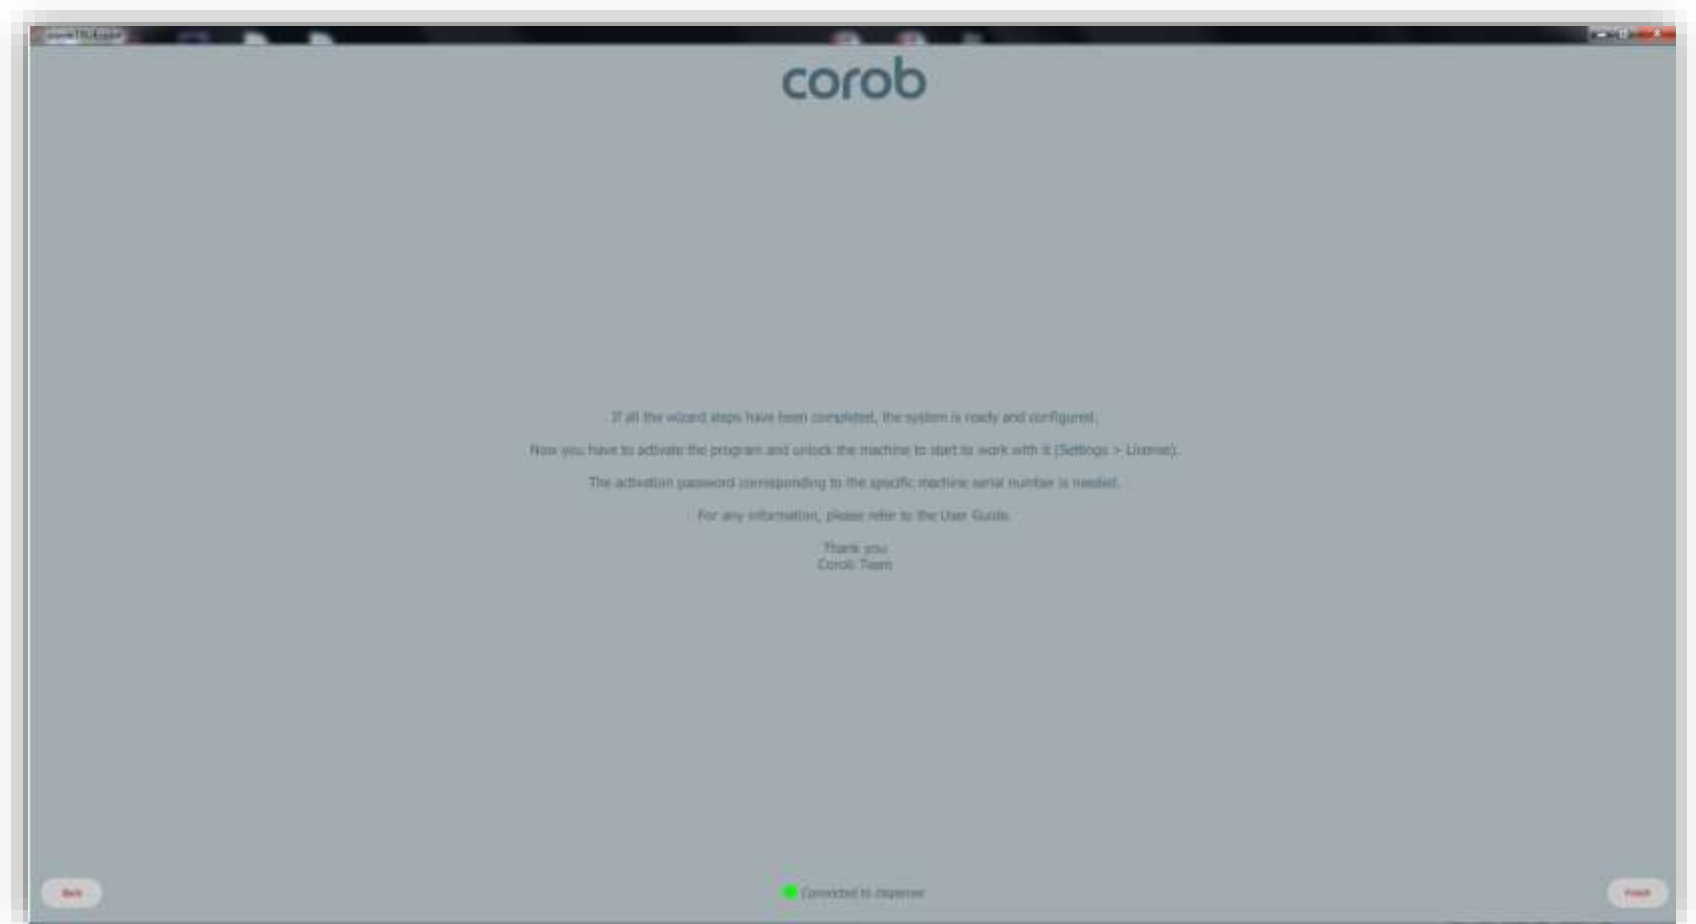 corob
If all the wizard steps have been completed, the system is ready and configured.
Now you have to activate the program and unlock the machine to start to work with it (Settings > License).
The activation password corresponding to the specific machine serial number is needed.
For any information, please refer to the User Guide.
Thank you
Corob Team
Back
Connected to dispenser
Finish